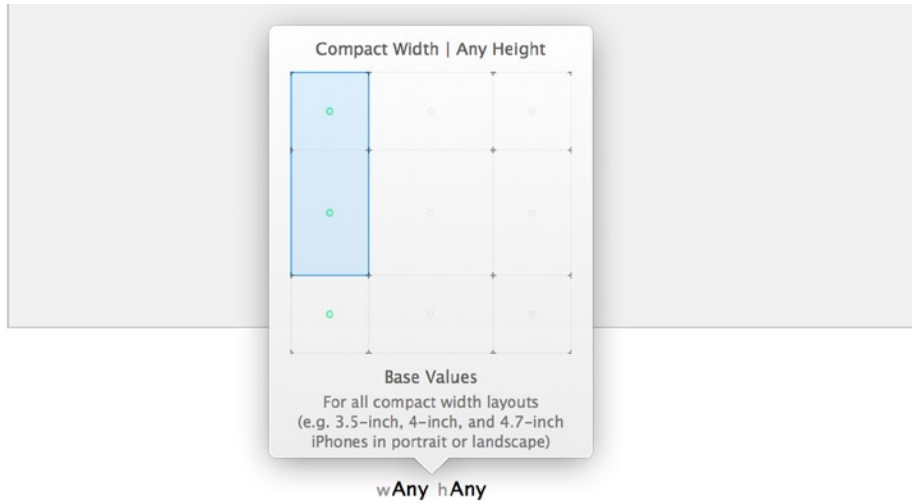 Compact Width | Any Height
Base Values
For all compact width layouts
(e.g. 3.5-inch, 4-inch, and 4.7-inch
iPhones in portrait or landscape)
wAny hAny